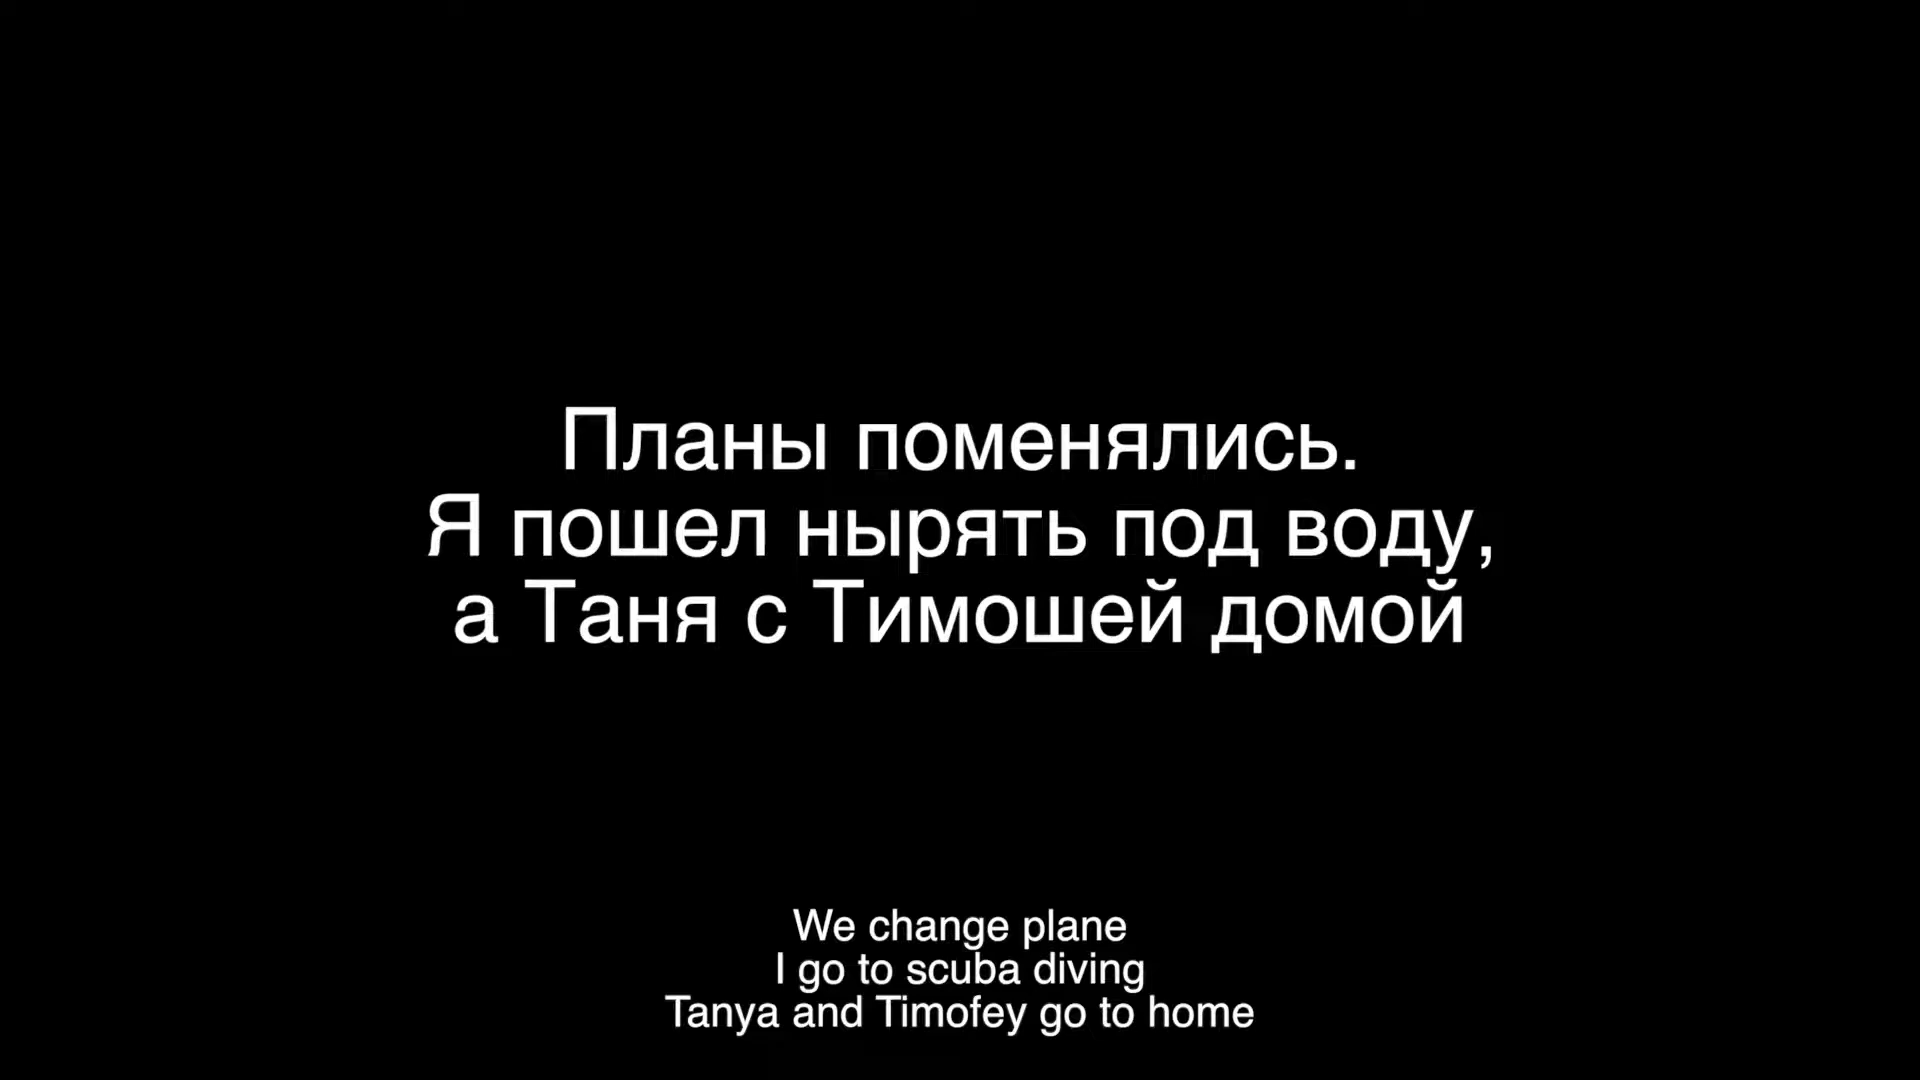 Планы поменялись.
Я пошел нырять под воду,
а Таня с Тимошей домой
We change plane
I go to scuba diving
Tanya and Timofey go to home